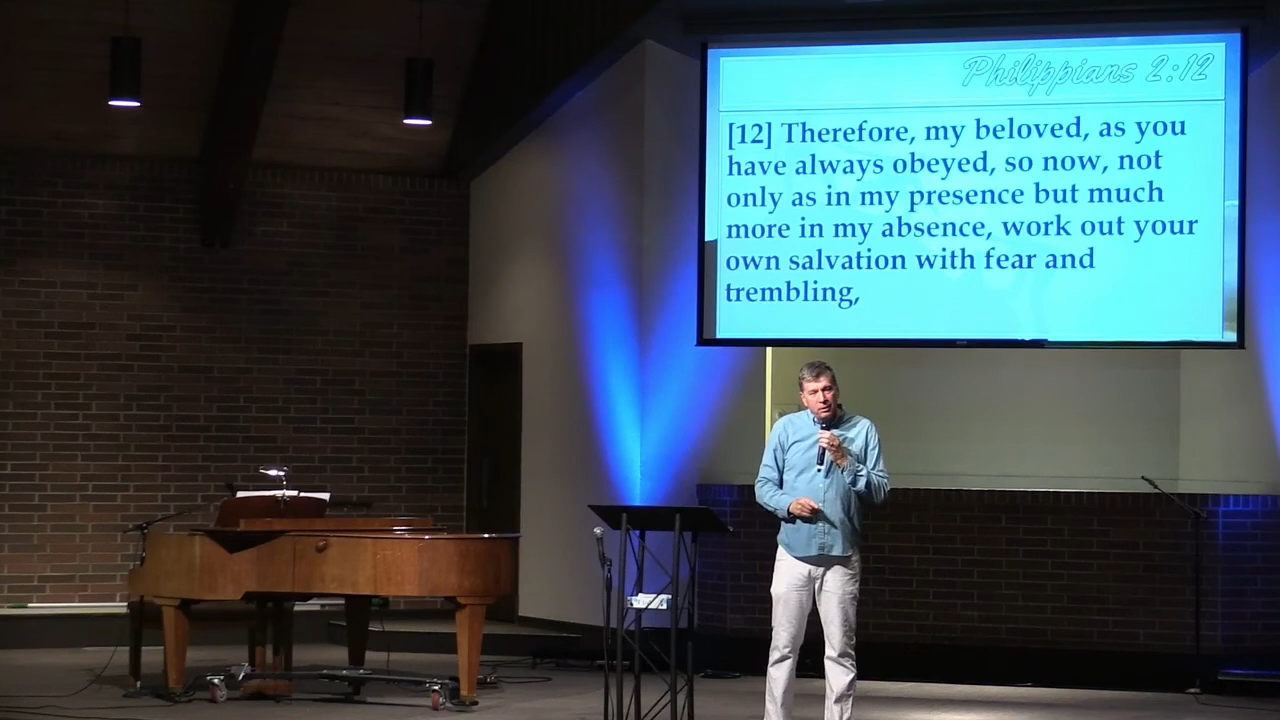 Philippians 2:12
[12] Therefore, my beloved, as you
have always obeyed, so now, not
only as in my presence but much
more in my absence, work out your
own salvation with fear and
trembling,